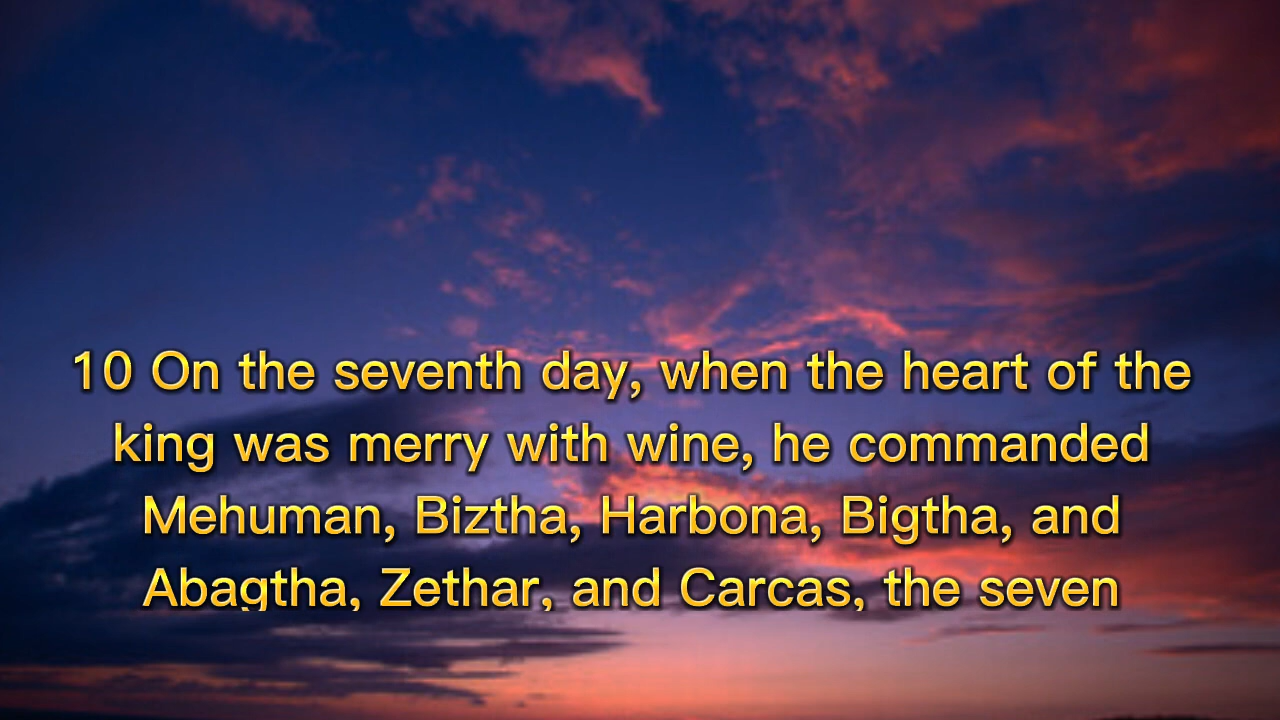 10 On the seventh day, when the heart of the
king was merry with wine, he commanded
Mehuman, Biztha, Harbona, Bigtha, and
Abagtha, Zethar, and Carcas, the seven